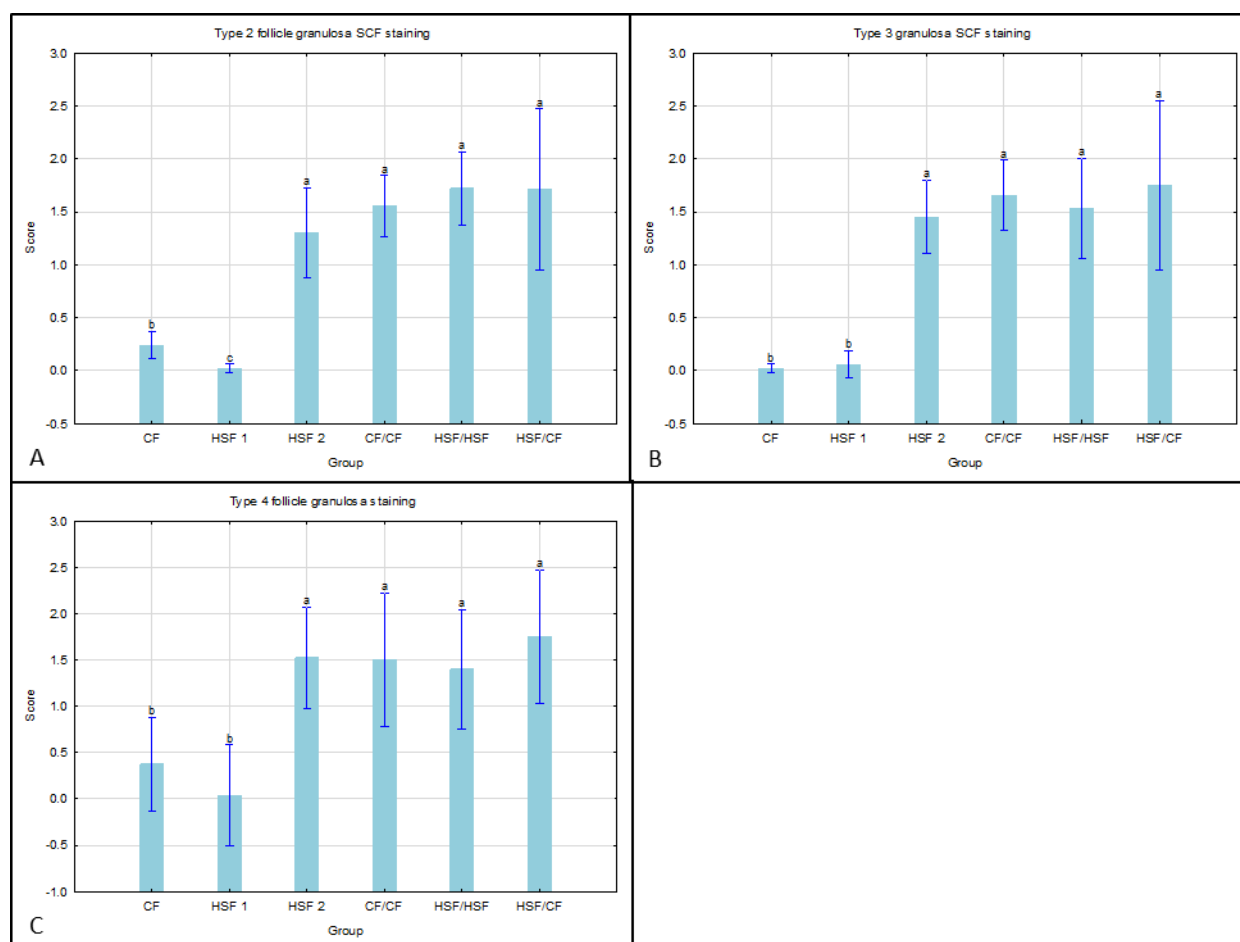 Type 2 follicle granulosa SCF staining
3.0
2.5
2.0
1.5
1.0
0.5
0.0
-0.5
Score
b
c
a
a
a
a
CF HSF 1 HSF 2 CF/CF HSF/HSF HSF/CF
Group
A
Type 3 granulosa SCF staining
3.0
2.5
2.0
1.5
1.0
0.5
0.0
-0.5
Score
b
b
a
a
a
a
CF HSF 1 HSF 2 CF/CF HSF/HSF HSF/CF
Group
B
Type 4 follicle granulosa staining
3.0
2.5
2.0
1.5
1.0
0.5
0.0
-0.5
-1.0
Score
b
b
a
a
a
a
CF HSF 1 HSF 2 CF/CF HSF/HSF HSF/CF
Group
C